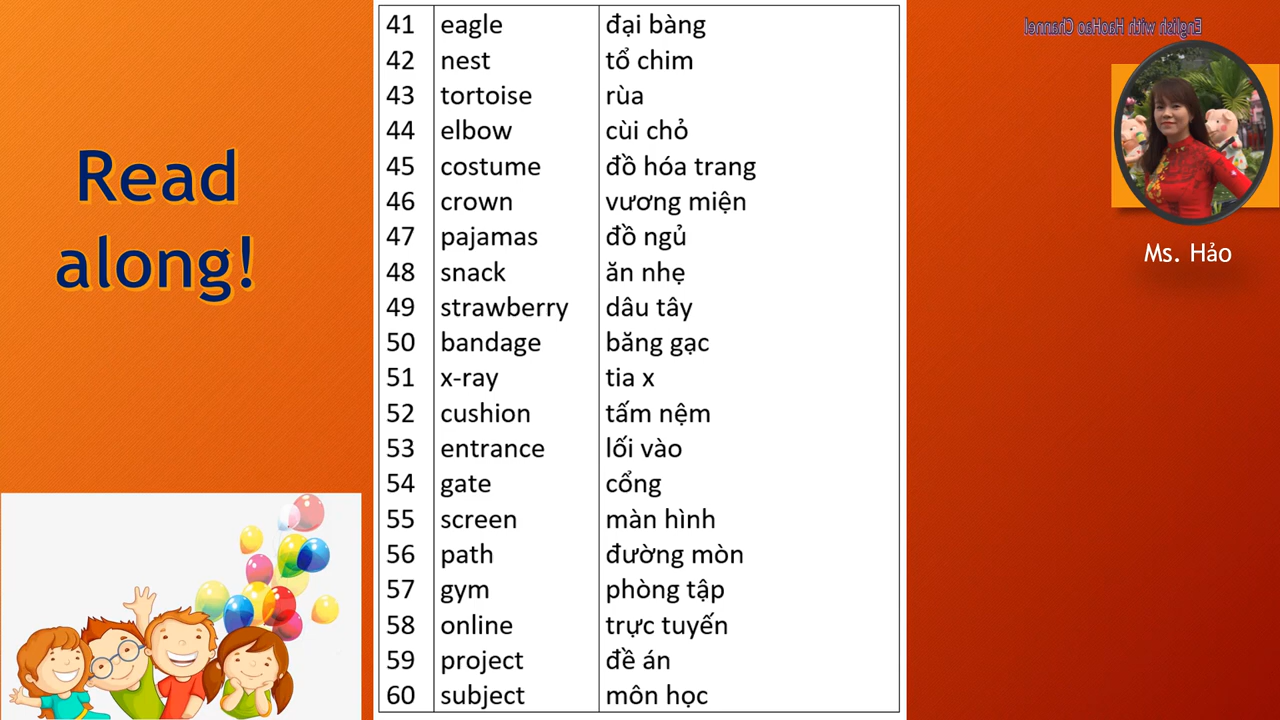 Read
along!
41 eagle đại bàng
42 nest tổ chim
43 tortoise rùa
44 elbow cùi chỏ
45 costume đồ hóa trang
46 crown vương miện
47 pajamas đồ ngủ
48 snack ăn nhẹ
49 strawberry dâu tây
50 bandage băng gạc
51 x-ray tia x
52 cushion tấm nệm
53 entrance lối vào
54 gate cổng
55 screen màn hình
56 path đường mòn
57 gym phòng tập
58 online trực tuyến
59 project đề án
60 subject môn học
English with HaoHao Channel
Ms. Hảo